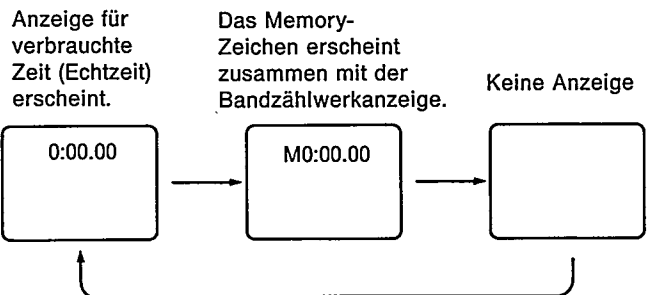 Anzeige für
verbrauchte
Zeit (Echtzeit)
erscheint.
Das Memory-
Zeichen erscheint
zusammen mit der
Bandzählwerkanzeige.
Keine Anzeige
0:00.00
M0:00.00